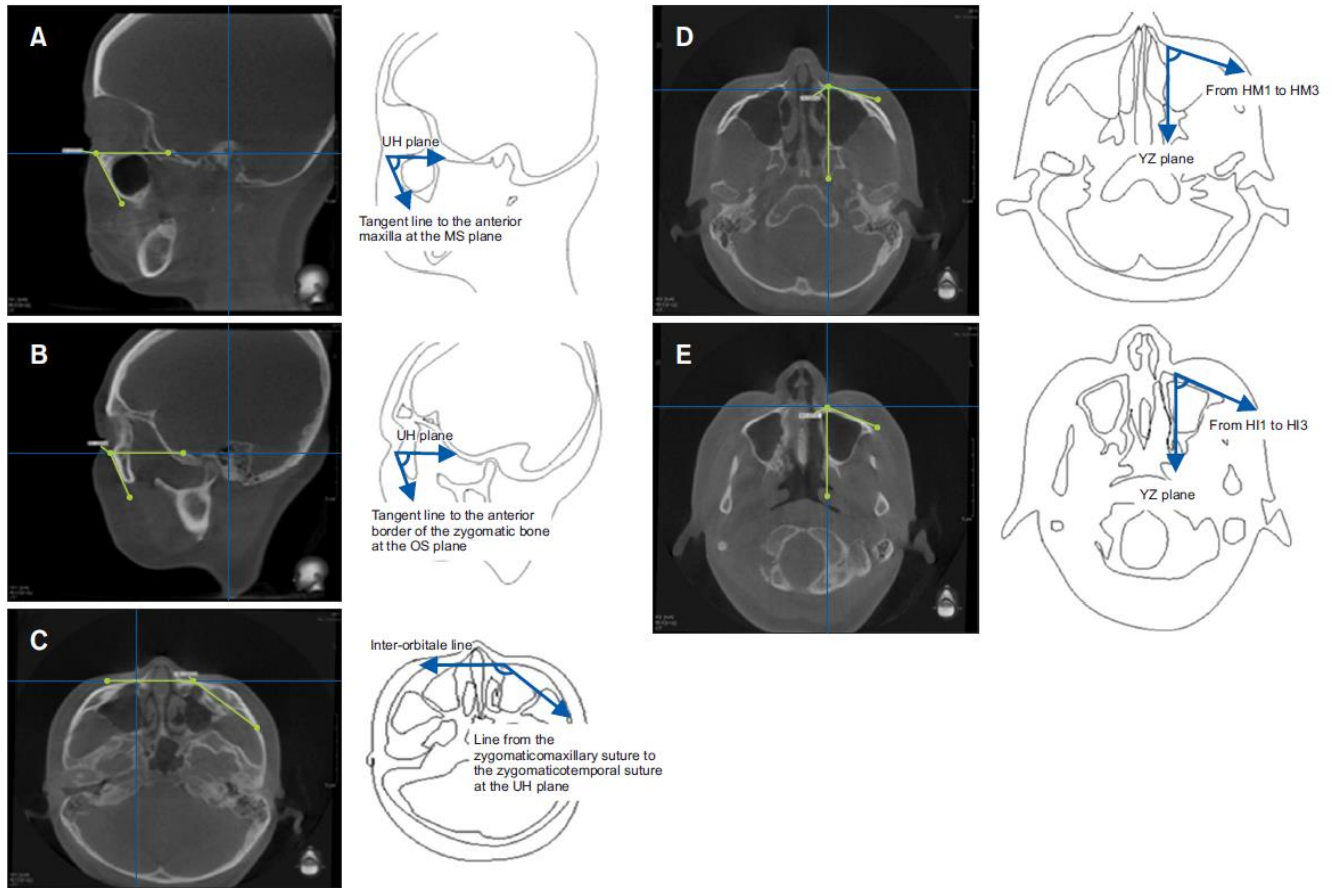 A
UH plane
Tangent line to the anterior
maxilla at the MS plane
B
UH plane
Tangent line to the anterior
border of the zygomatic bone
at the OS plane
C
Inter-orbitale line
Line from the
zygomaticomaxillary suture to
the zygomaticotemporal suture
at the UH plane
D
From HM1 to HM3
YZ plane
E
From HI1 to HI3
YZ plane